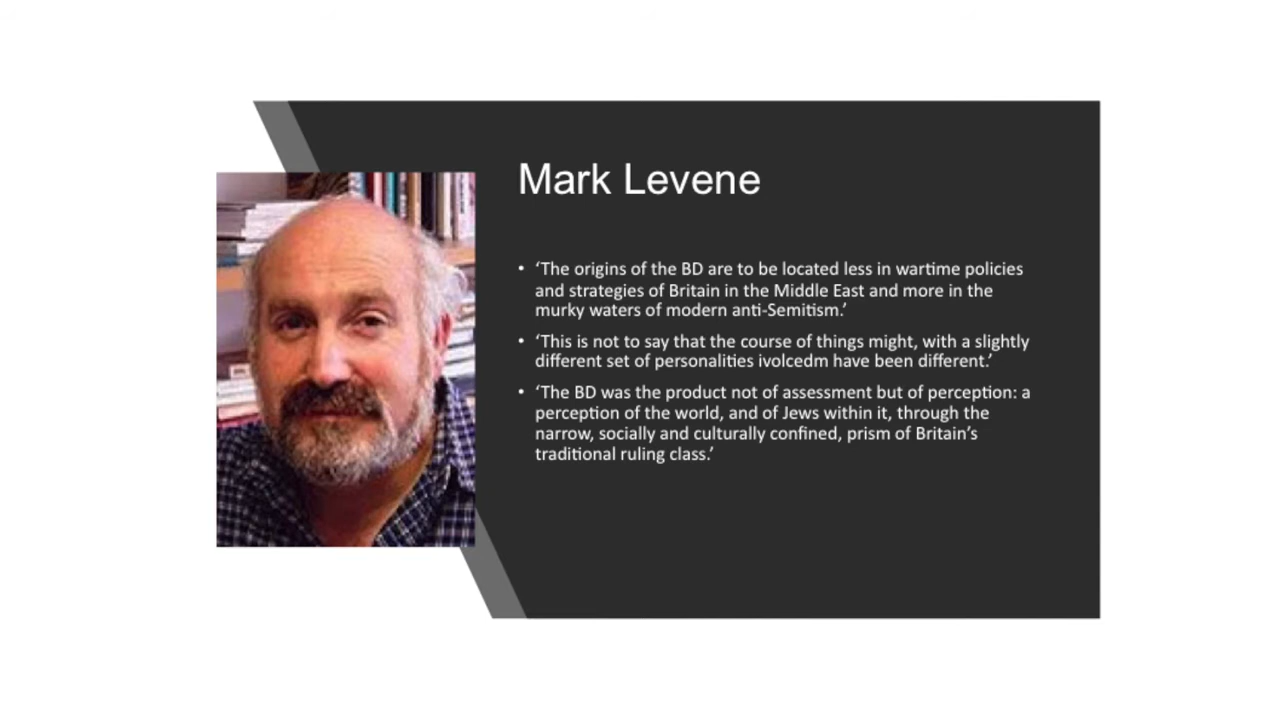 Mark Levene
• ‘The origins of the BD are to be located less in wartime policies
and strategies of Britain in the Middle East and more in the
murky waters of modern anti-Semitism.’
• ‘This is not to say that the course of things might, with a slightly
different set of personalities ivolcedm have been different.’
• ‘The BD was the product not of assessment but of perception: a
perception of the world, and of Jews within it, through the
narrow, socially and culturally confined, prism of Britain’s
traditional ruling class.’